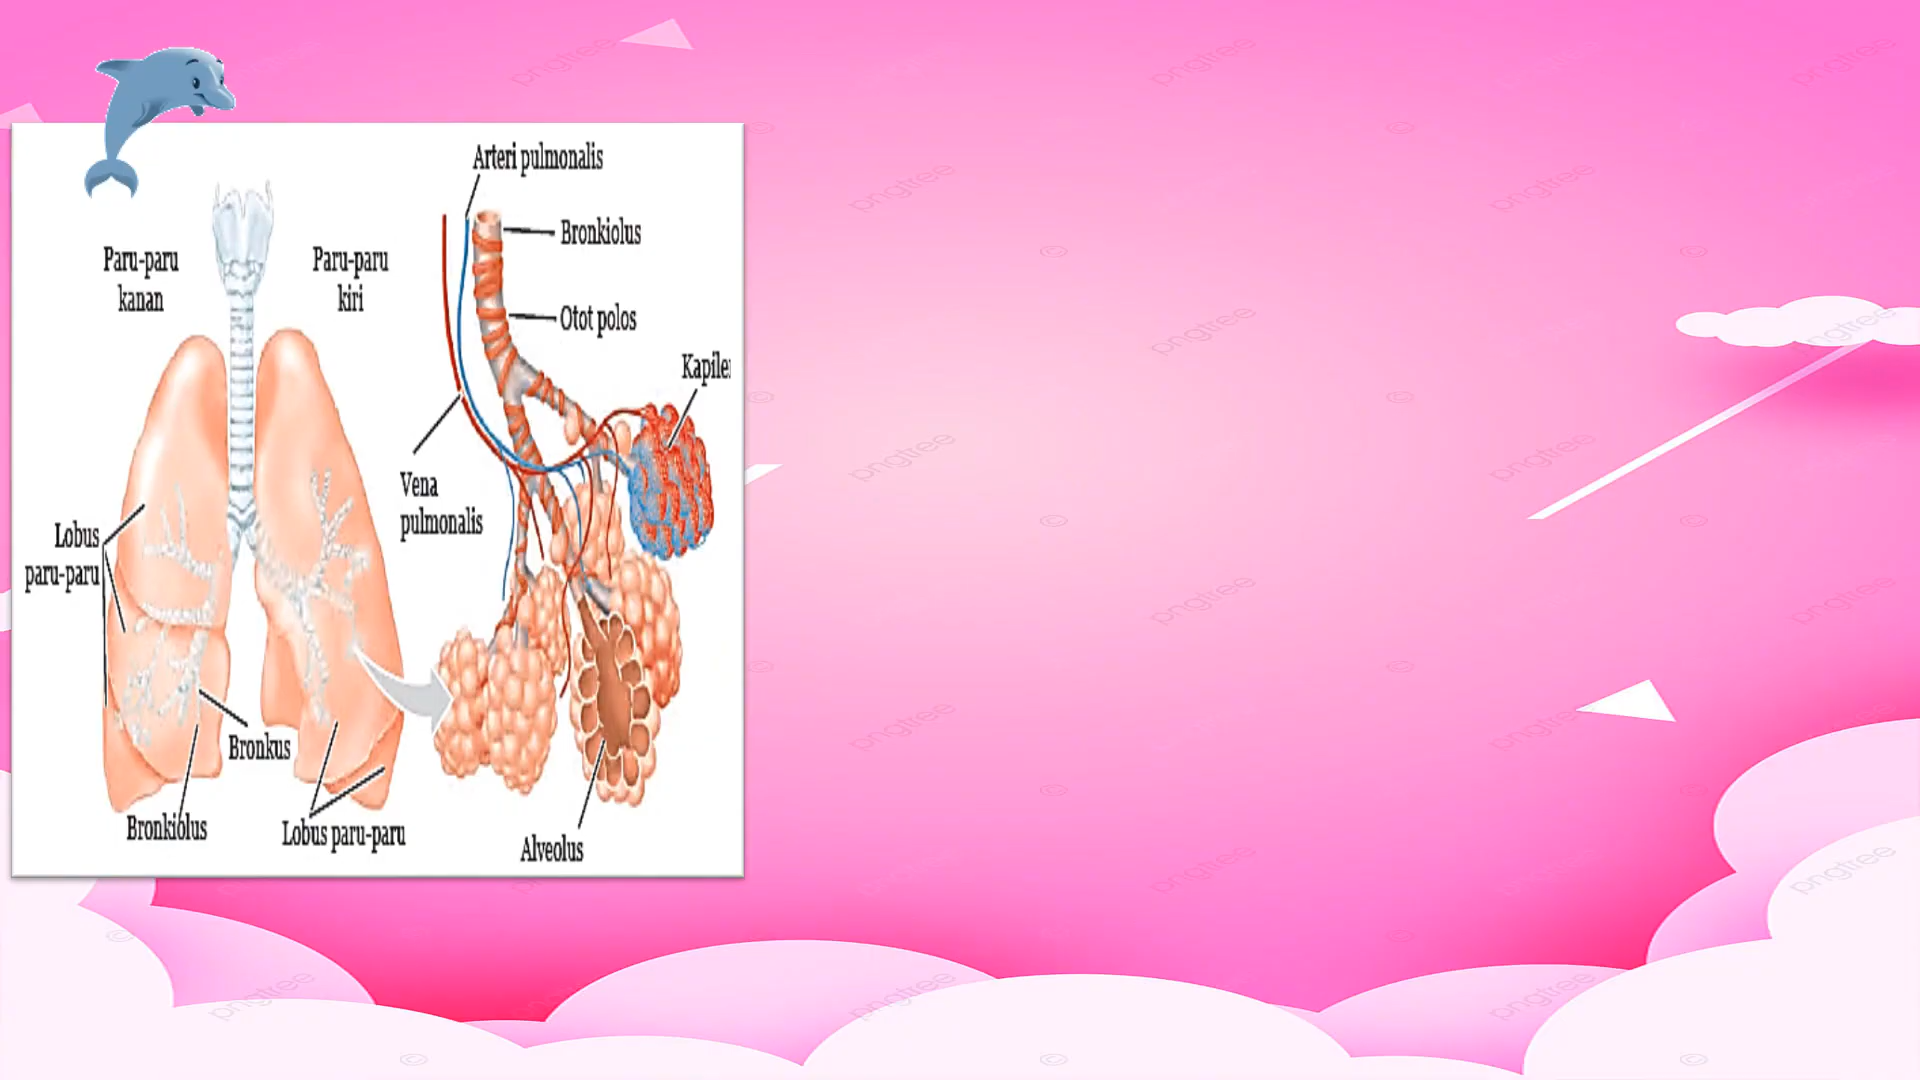 Arteri pulmonalis
Bronkiolus
Paru-paru
kanan
Paru-paru
kiri
Otot polos
Kapiler
Vena
pulmonalis
Lobus
paru-paru
Bronkus
Bronkiolus
Lobus paru-paru
Alveolus
pngtree